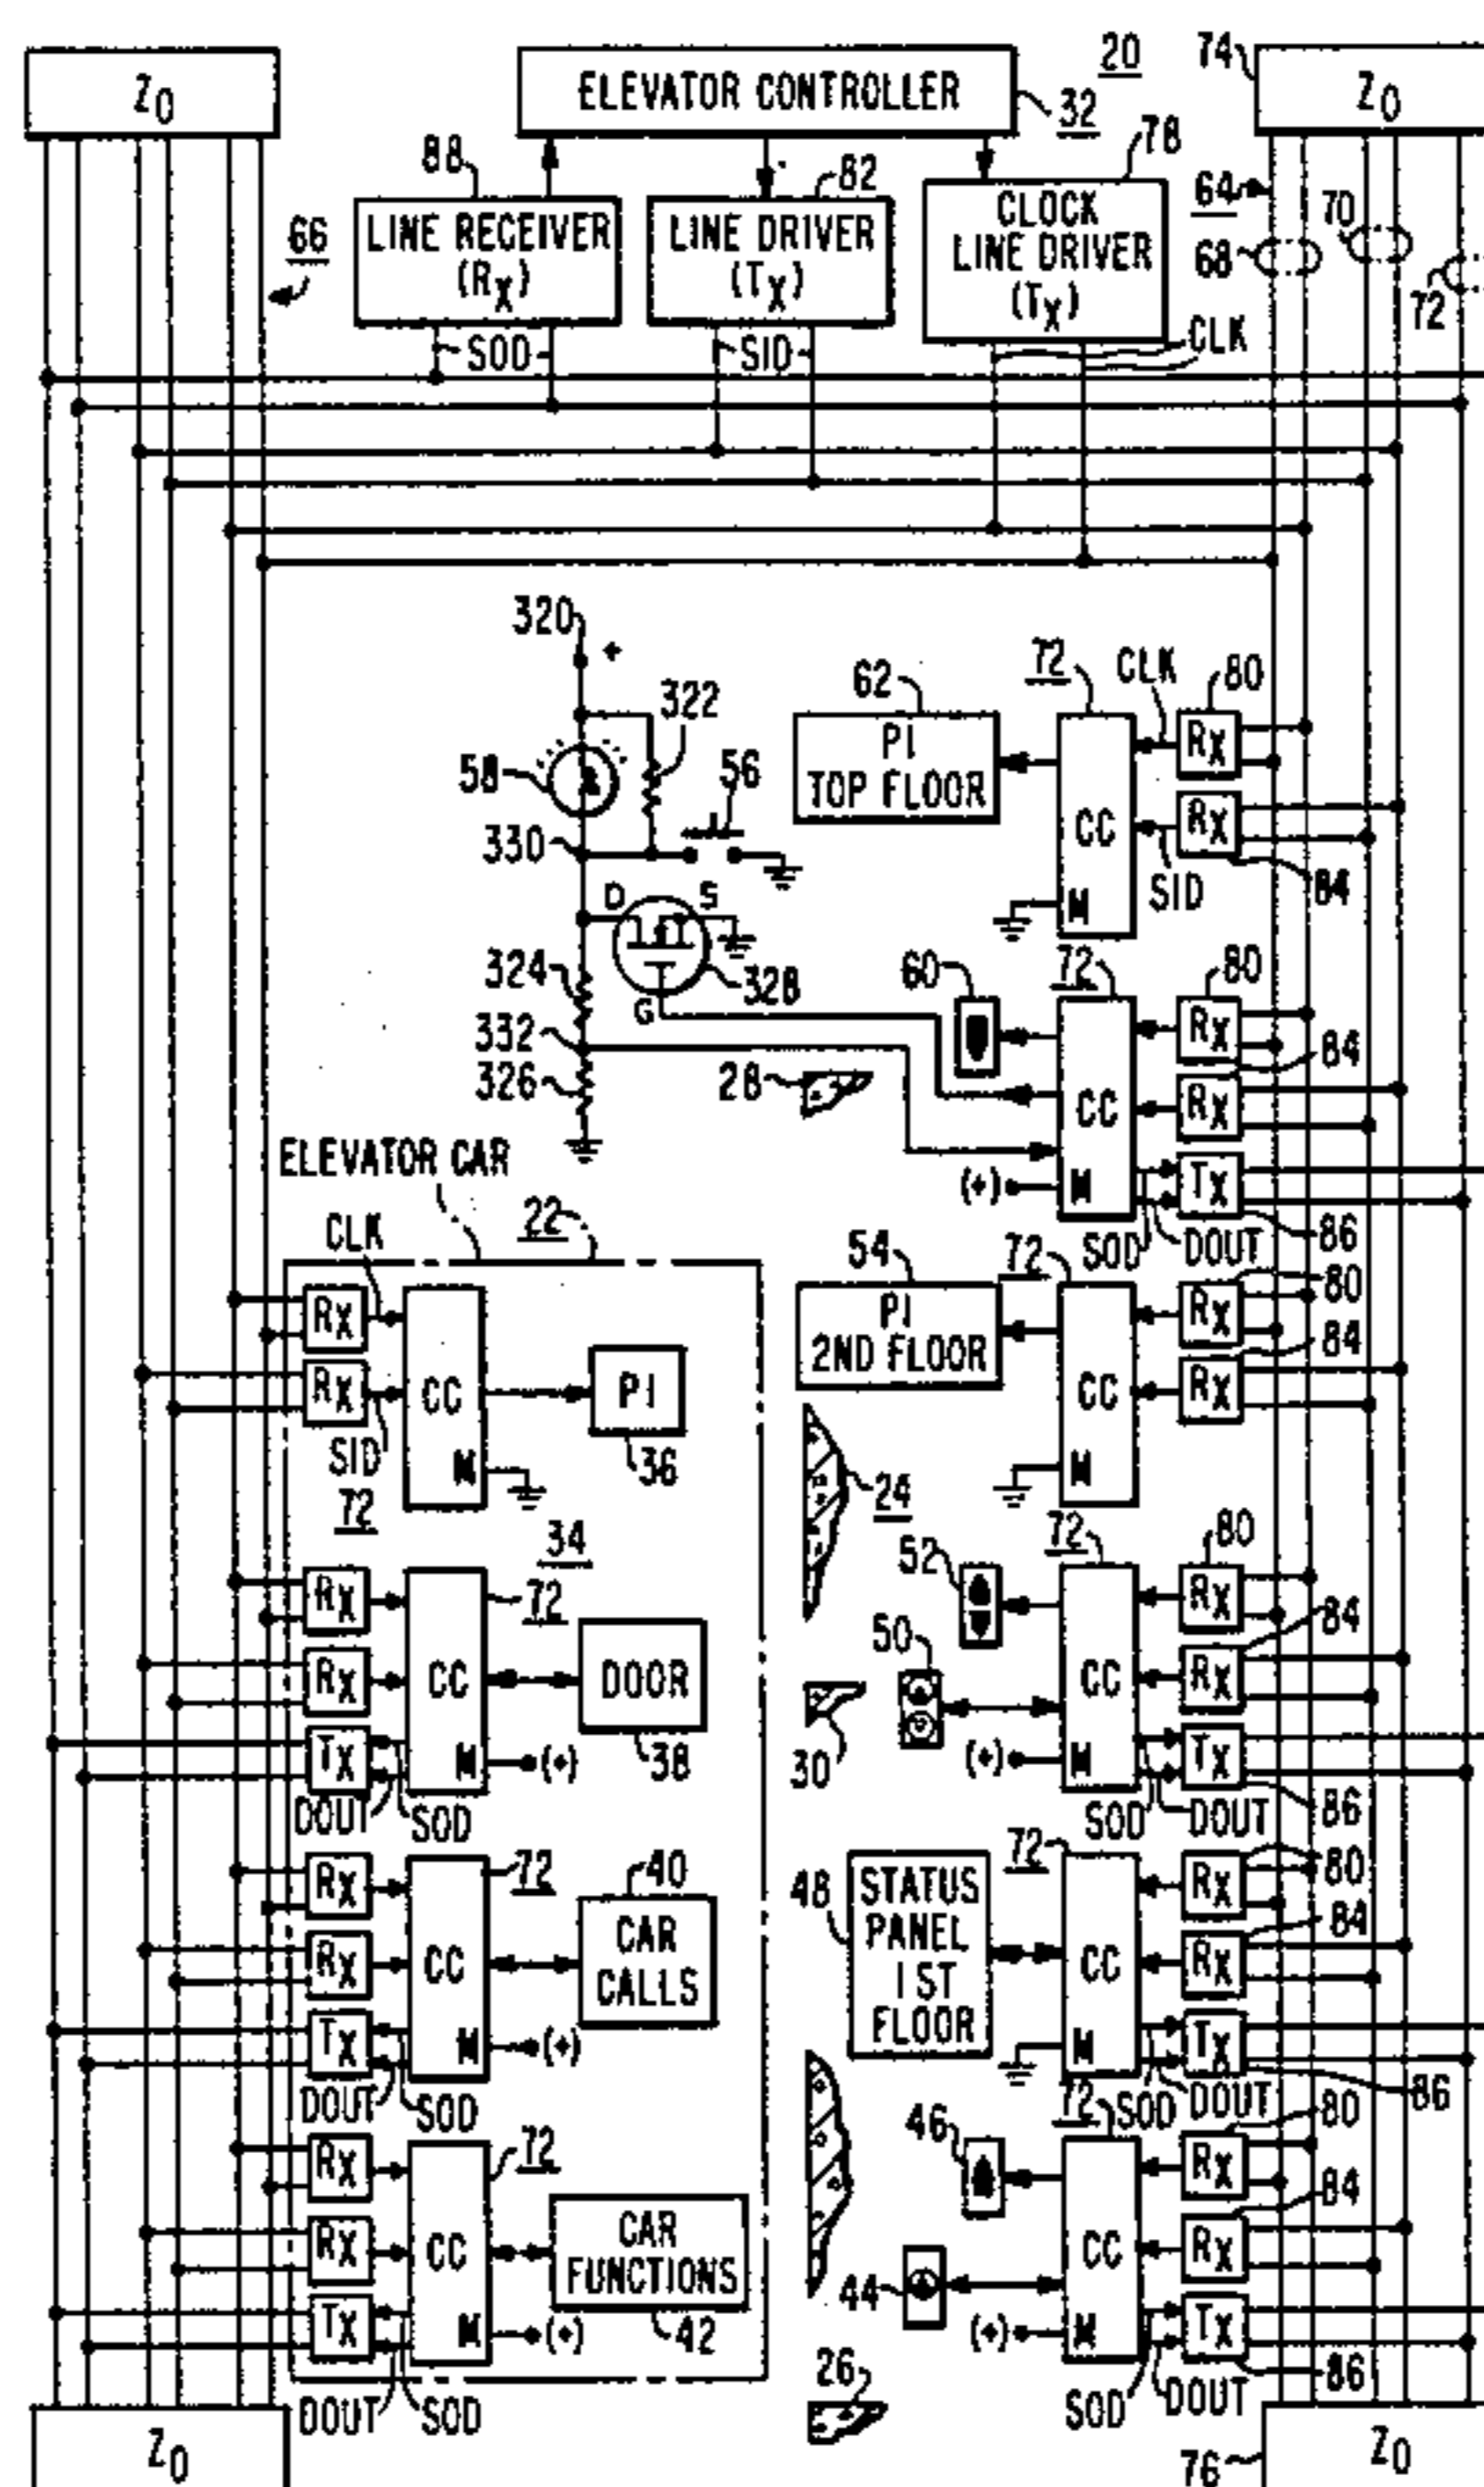 Z0
ELEVATOR CONTROLLER
20
32
74
Z0
88
LINE RECEIVER
(RX)
82
LINE DRIVER
(TX)
78
CLOCK
LINE DRIVER
(TX)
66
64
68
70
72
SOD
SID
CLK
320
+
322
58
56
330
D
S
324
328
G
332
326
28
62
PI
TOP FLOOR
72
CLK
80
RX
CC
RX
84
SID
M
60
72
80
RX
84
CC
RX
(+)
M
TX
SOD
DOUT
86
ELEVATOR CAR
22
CLK
RX
RX
CC
SID
M
PI
36
72
34
72
RX
RX
CC
TX
M
(+)
DOOR
38
DOUT
SOD
72
40
RX
RX
CC
TX
M
(+)
CAR
CALLS
DOUT
SOD
72
RX
RX
CC
TX
M
(+)
CAR
FUNCTIONS
42
DOUT
SOD
Z0
54
PI
2ND FLOOR
72
80
RX
84
CC
RX
M
24
52
72
80
RX
84
50
CC
RX
30
(+)
M
TX
SOD
DOUT
86
48
STATUS
PANEL
1ST
FLOOR
72
80
RX
84
CC
RX
M
TX
SOD
DOUT
86
46
72
80
RX
84
44
CC
RX
(+)
M
TX
SOD
DOUT
86
26
76
Z0